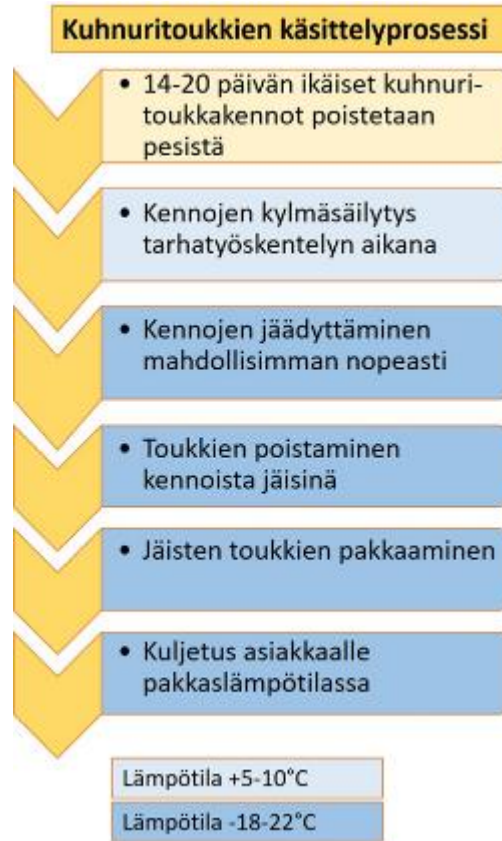 Kuhnuritoukkien käsittelyprosessi
• 14-20 päivän ikäiset kuhnuri-
toukkakennot poistetaan
pesistä
• Kennojen kylmäsäilytys
tarhatyöskentelyn aikana
• Kennojen jäädyttäminen
mahdollisimman nopeasti
• Toukkien poistaminen
kennoista jäisinä
• Jäisten toukkien pakkaaminen
• Kuljetus asiakkaalle
pakkaslämpötilassa
Lämpötila +5-10°C
Lämpötila -18-22°C